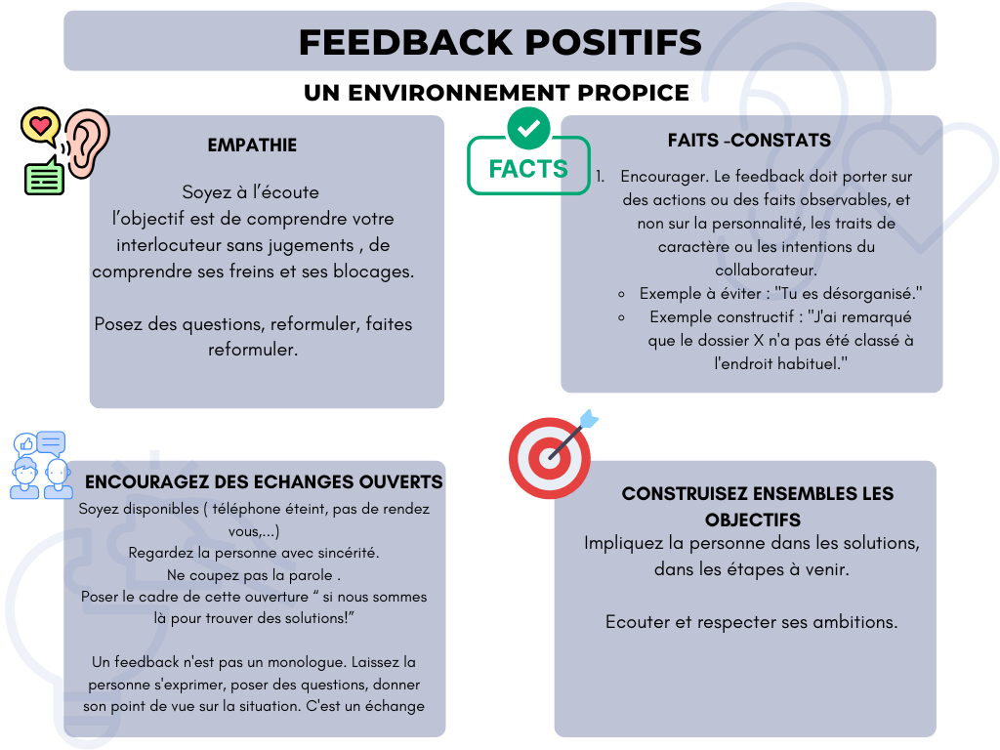 FEEDBACK POSITIFS
UN ENVIRONNEMENT PROPICE
EMPATHIE
Soyez à l'écoute
l'objectif est de comprendre votre
interlocuteur sans jugements , de
comprendre ses freins et ses blocages.
Posez des questions, reformuler, faites
reformuler.
FACTS
FAITS -CONSTATS
1. Encourager. Le feedback doit porter sur
des actions ou des faits observables, et
non sur la personnalité, les traits de
caractère ou les intentions du
collaborateur.
◦ Exemple à éviter : "Tu es désorganisé."
◦ Exemple constructif : "J'ai remarqué
que le dossier X n'a pas été classé à
l'endroit habituel."
ENCOURAGEZ DES ECHANGES OUVERTS
Soyez disponibles ( téléphone éteint, pas de rendez
vous,...)
Regardez la personne avec sincérité.
Ne coupez pas la parole .
Poser le cadre de cette ouverture “ si nous sommes
là pour trouver des solutions!”
Un feedback n'est pas un monologue. Laissez la
personne s'exprimer, poser des questions, donner
son point de vue sur la situation. C'est un échange
CONSTRUISEZ ENSEMBLES LES
OBJECTIFS
Impliquez la personne dans les solutions,
dans les étapes à venir.
Ecouter et respecter ses ambitions.